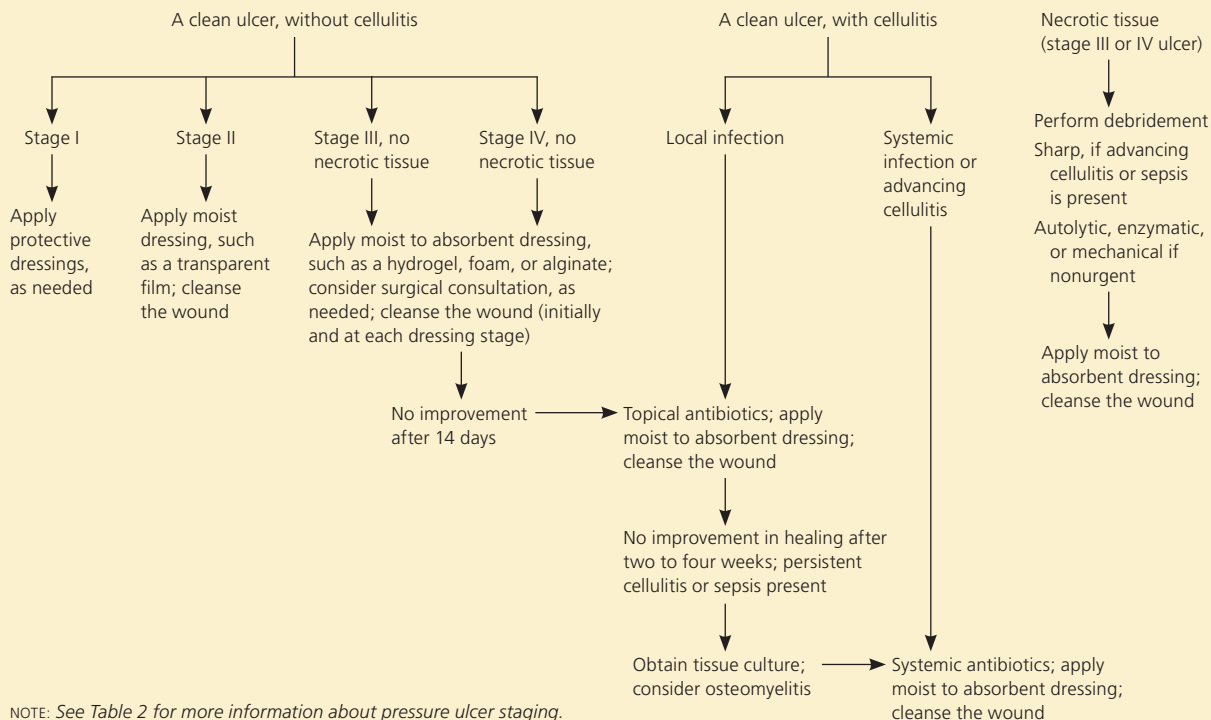 A clean ulcer, without cellulitis
Stage I
Apply
protective
dressings,
as needed
Stage II
Apply moist
dressing, such
as a transparent
film; cleanse
the wound
Stage III, no
necrotic tissue
Stage IV, no
necrotic tissue
Apply moist to absorbent dressing,
such as a hydrogel, foam, or alginate;
consider surgical consultation, as
needed; cleanse the wound (initially
and at each dressing stage)
No improvement
after 14 days
A clean ulcer, with cellulitis
Local infection
Topical antibiotics; apply
moist to absorbent dressing;
cleanse the wound
No improvement in healing after
two to four weeks; persistent
cellulitis or sepsis present
Obtain tissue culture;
consider osteomyelitis
Systemic
infection or
advancing
cellulitis
Systemic antibiotics; apply
moist to absorbent dressing;
cleanse the wound
Necrotic tissue
(stage III or IV ulcer)
Perform debridement
Sharp, if advancing
cellulitis or sepsis
is present
Autolytic, enzymatic,
or mechanical if
nonurgent
Apply moist to
absorbent dressing;
cleanse the wound
NOTE: See Table 2 for more information about pressure ulcer staging.